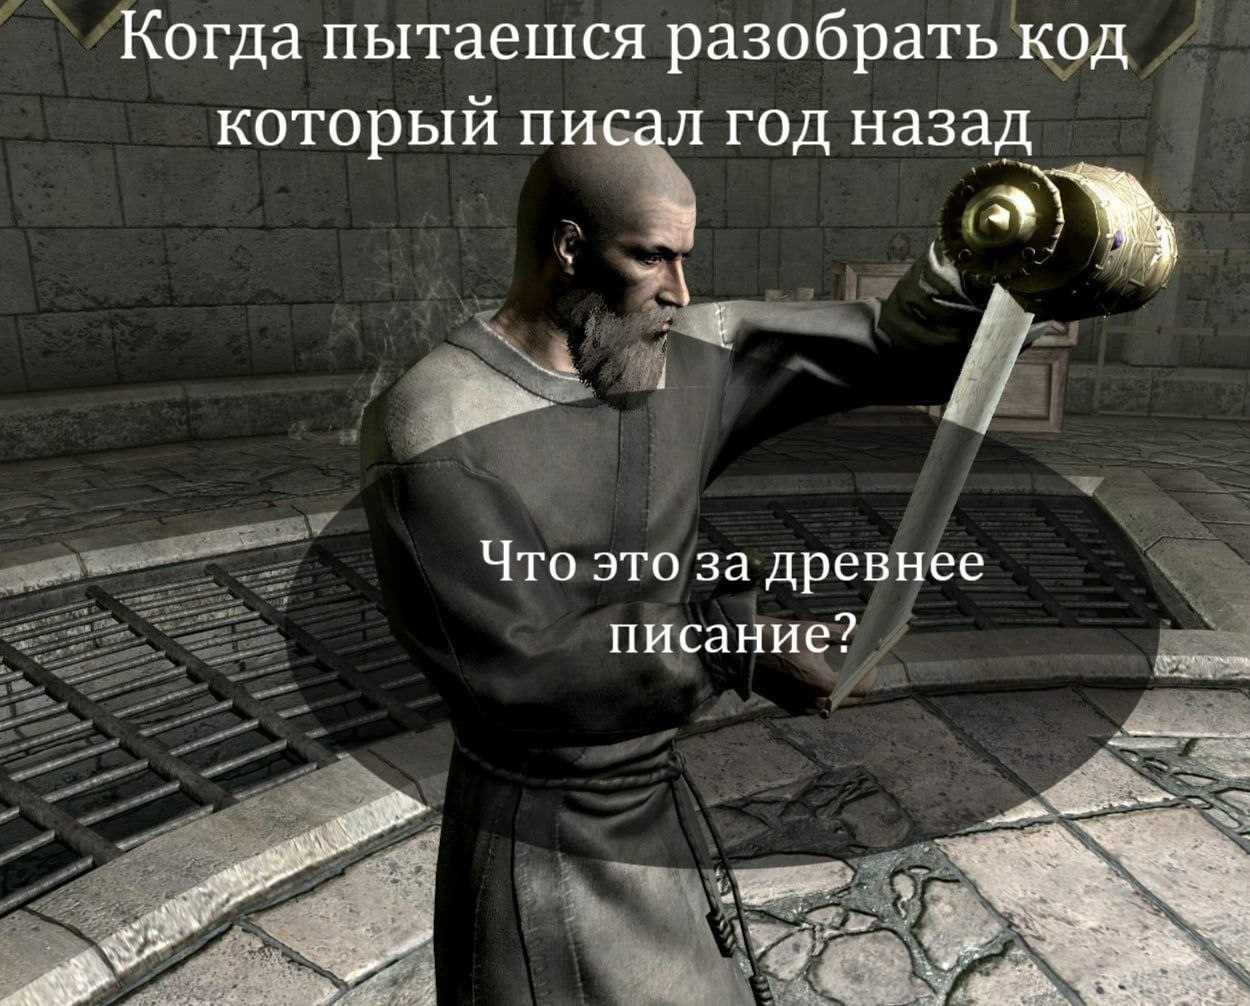 Когда пытаешся разобрать код
который писал год назад
Что это за древнее
писание?